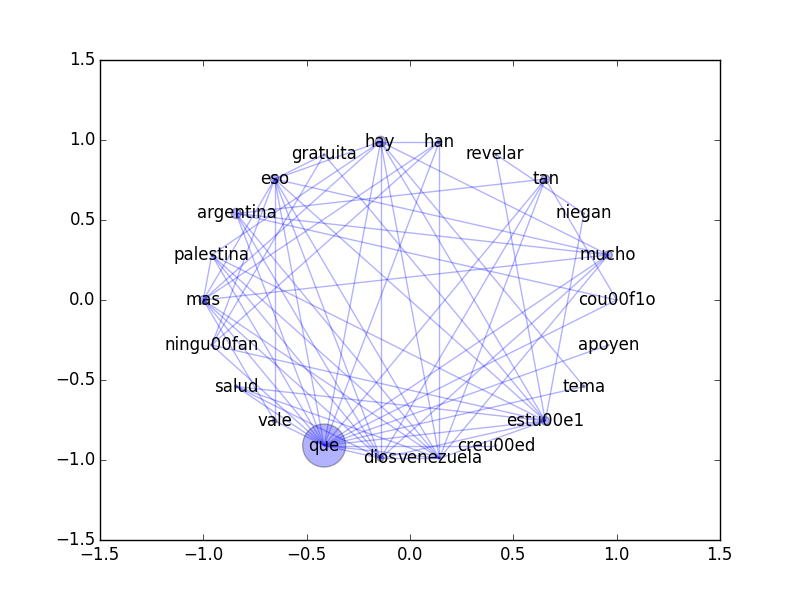 1.5
1.0
0.5
0.0
−0.5
−1.0
−1.5
hay han
gratuita revelar
eso tan
argentina niegan
palestina mucho
mas cou00f1o
ningu00fan apoyen
salud tema
vale estu00e1
que creu00ed
dios venezuela
−1.5 −1.0 −0.5 0.0 0.5 1.0 1.5